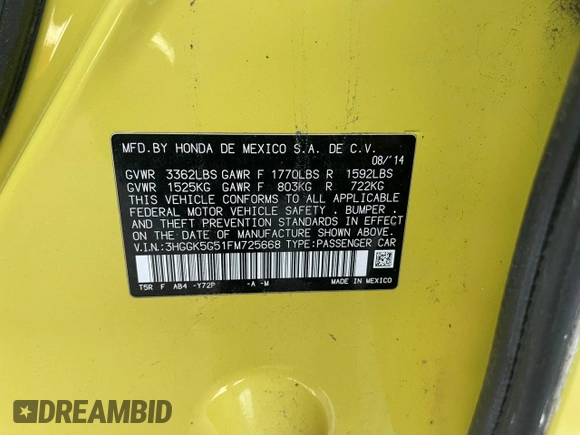 MFD.BY HONDA DE MEXICO S.A. DE C.V.
08/'14
GVWR 3362LBS GAWR F 1770LBS R 1592LBS
GVWR 1525KG GAWR F 803KG R 722KG
THIS VEHICLE CONFORMS TO ALL APPLICABLE
FEDERAL MOTOR VEHICLE SAFETY, BUMPER,
AND THEFT PREVENTION STANDARDS IN EFFECT
ON THE DATE OF MANUFACTURE SHOWN ABOVE.
V.I.N.:3HGGK5G51FM725668 TYPE:PASSENGER CAR
T5R F AB4 -Y72P -A -M MADE IN MEXICO
DREAMBID